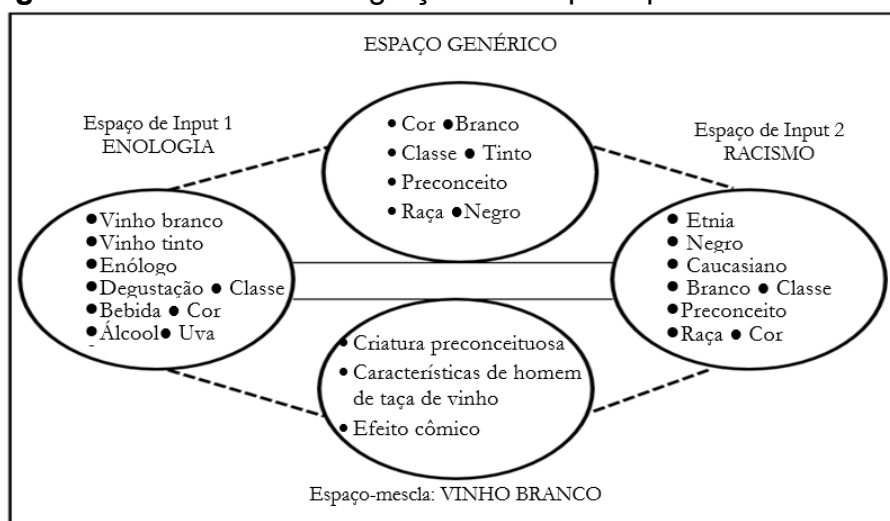 ESPAÇO GENÉRICO
Espaço de Input 1
ENOLOGIA
• Cor ●Branco
• Classe ● Tinto
• Preconceito
• Raça ●Negro
Espaço de Input 2
RACISMO
●Vinho branco
●Vinho tinto
●Enólogo
●Degustação ● Classe
●Bebida ● Cor
●Álcool● Uva
● Etnia
● Negro
● Caucasiano
● Branco ● Classe
●Preconceito
●Raça ● Cor
• Criatura preconceituosa
• Características de homem
de taça de vinho
• Efeito cômico
Espaço-mescla: VINHO BRANCO